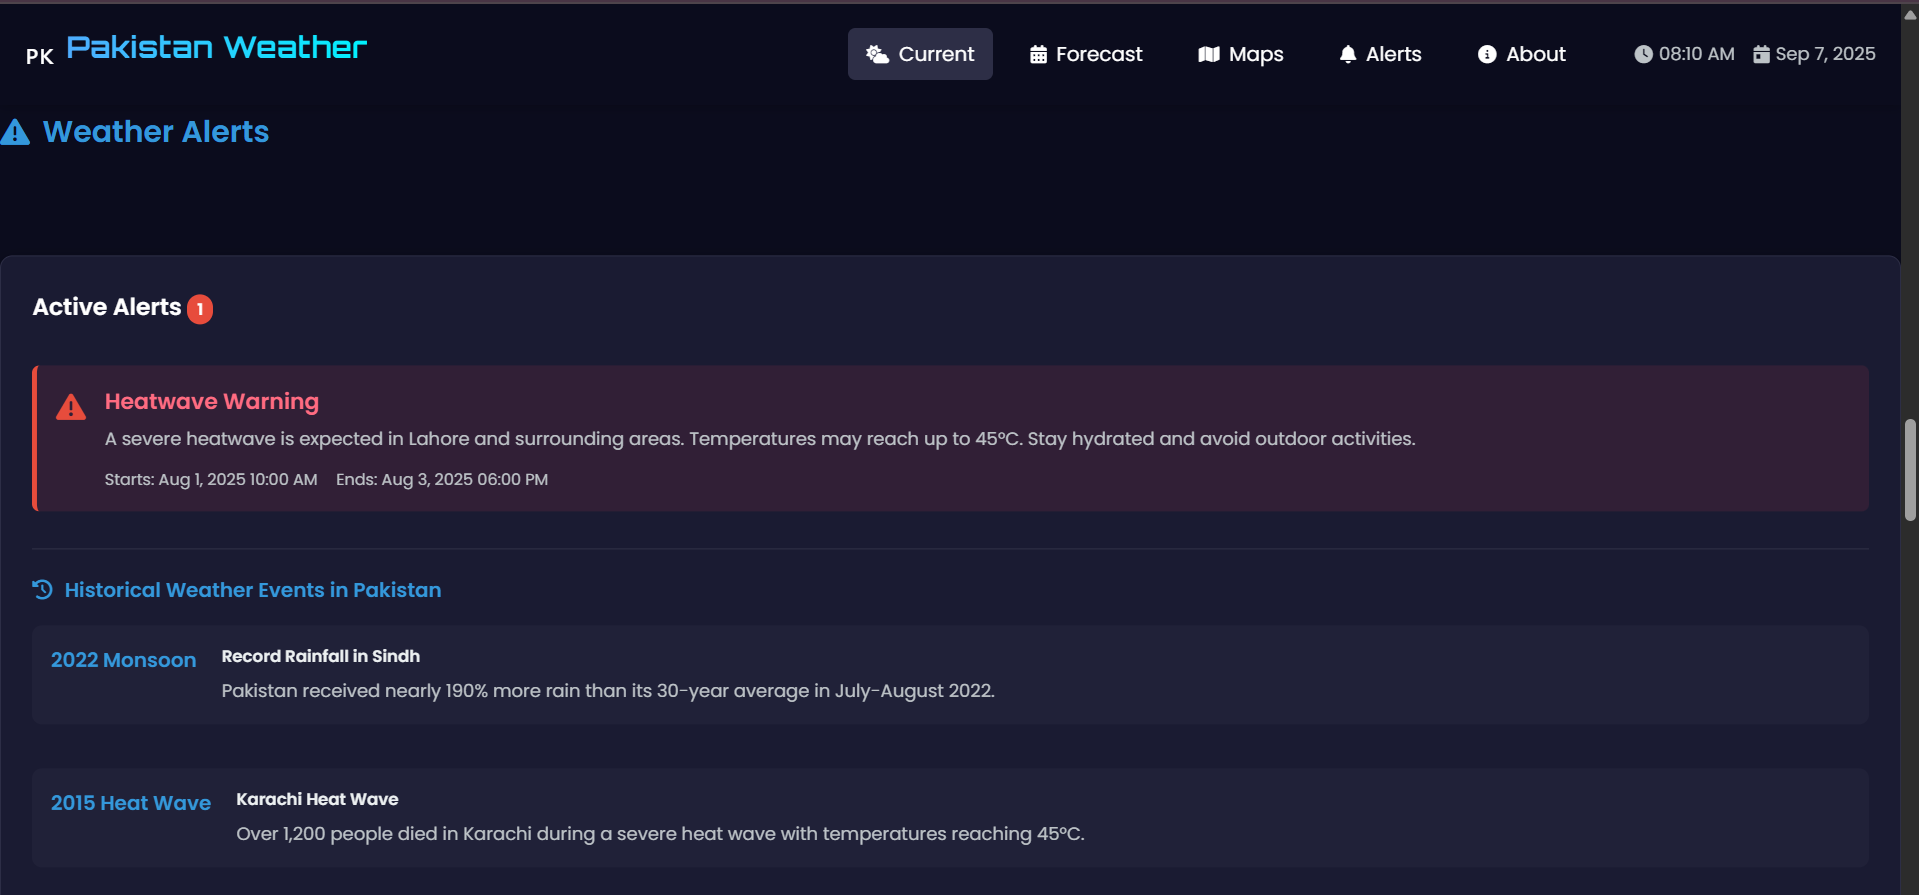 PK Pakistan Weather
Current
Forecast
Maps
Alerts
About
08:10 AM
Sep 7, 2025
Weather Alerts
Active Alerts 1
Heatwave Warning
A severe heatwave is expected in Lahore and surrounding areas. Temperatures may reach up to 45°C. Stay hydrated and avoid outdoor activities.
Starts: Aug 1, 2025 10:00 AM Ends: Aug 3, 2025 06:00 PM
Historical Weather Events in Pakistan
2022 Monsoon
Record Rainfall in Sindh
Pakistan received nearly 190% more rain than its 30-year average in July-August 2022.
2015 Heat Wave
Karachi Heat Wave
Over 1,200 people died in Karachi during a severe heat wave with temperatures reaching 45°C.